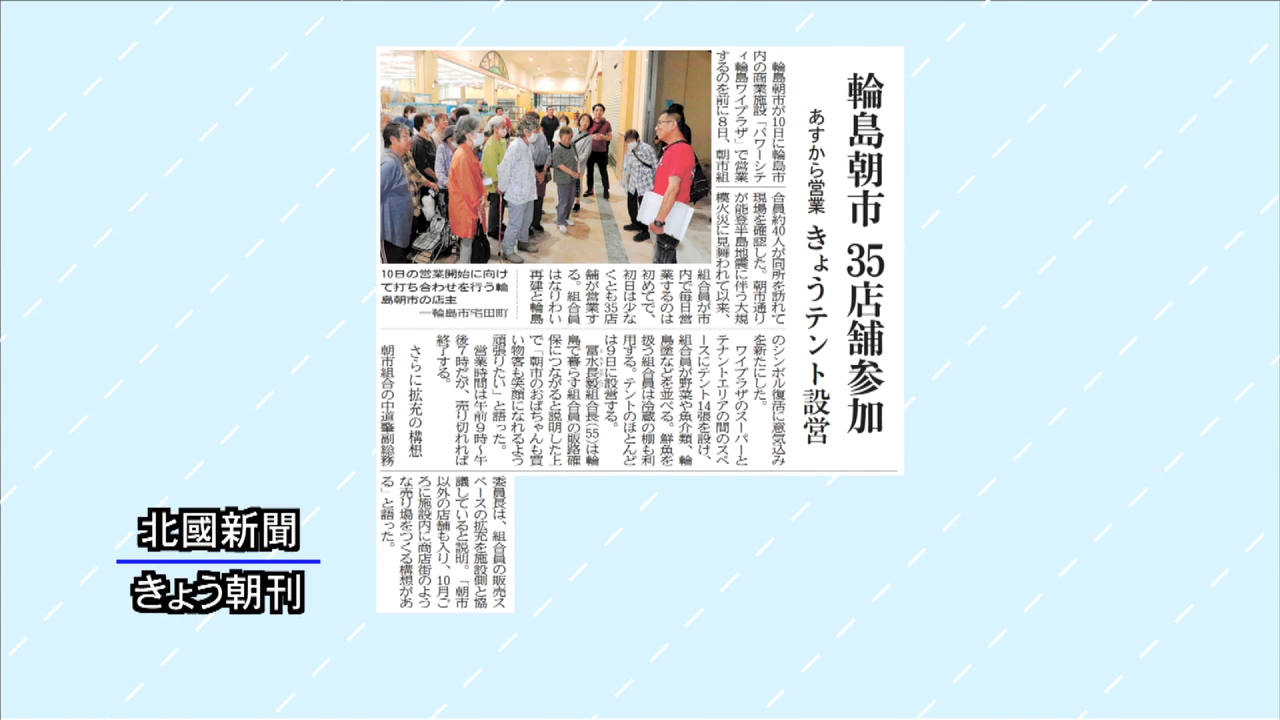 輪島朝市 35店舗参加
あすから営業 きょうテント設営
輪島朝市が10日に輪島市
内の商業施設「パワーシテ
ィ輪島ワイプラザ」で営業
するのを前に8日、朝市組
合員約40人が同所を訪れて
現場を確認した。朝市通り
が能登半島地震に伴う大規
模火災に見舞われて以来、
組合員が市
内で毎日営
業するのは
初めてで、
初日は少な
くとも35店
舗が営業す
る。組合員
はなりわい
再建と輪島
のシンボル復活に意気込み
を新たにした。
ワイプラザのスーパーと
テナントエリアの間のスペ
ースにテント14張を設け、
組合員が野菜や魚介類、輪
島塗などを並べる。鮮魚を
扱う組合員は冷蔵の棚も利
用する。テントのほとんど
は9日に設営する。
冨水長毅組合長(55)は輪
島で暮らす組合員の販路確
保につながると説明した上
で「朝市のおばちゃんも買
い物客も笑顔になれるよう
頑張りたい」と語った。
営業時間は午前9時～午
後7時だが、売り切れれば
終了する。
さらに拡充の構想
朝市組合の中道肇副総務
委員長は、組合員の販売ス
ペースの拡充を施設側と協
議していると説明。「朝市
以外の店舗も入り、10月ご
ろに施設内に商店街のよう
な売り場をつくる構想があ
る」と語った。
10日の営業開始に向け
て打ち合わせを行う輪
島朝市の店主
―輪島市宅田町
北國新聞
きょう朝刊